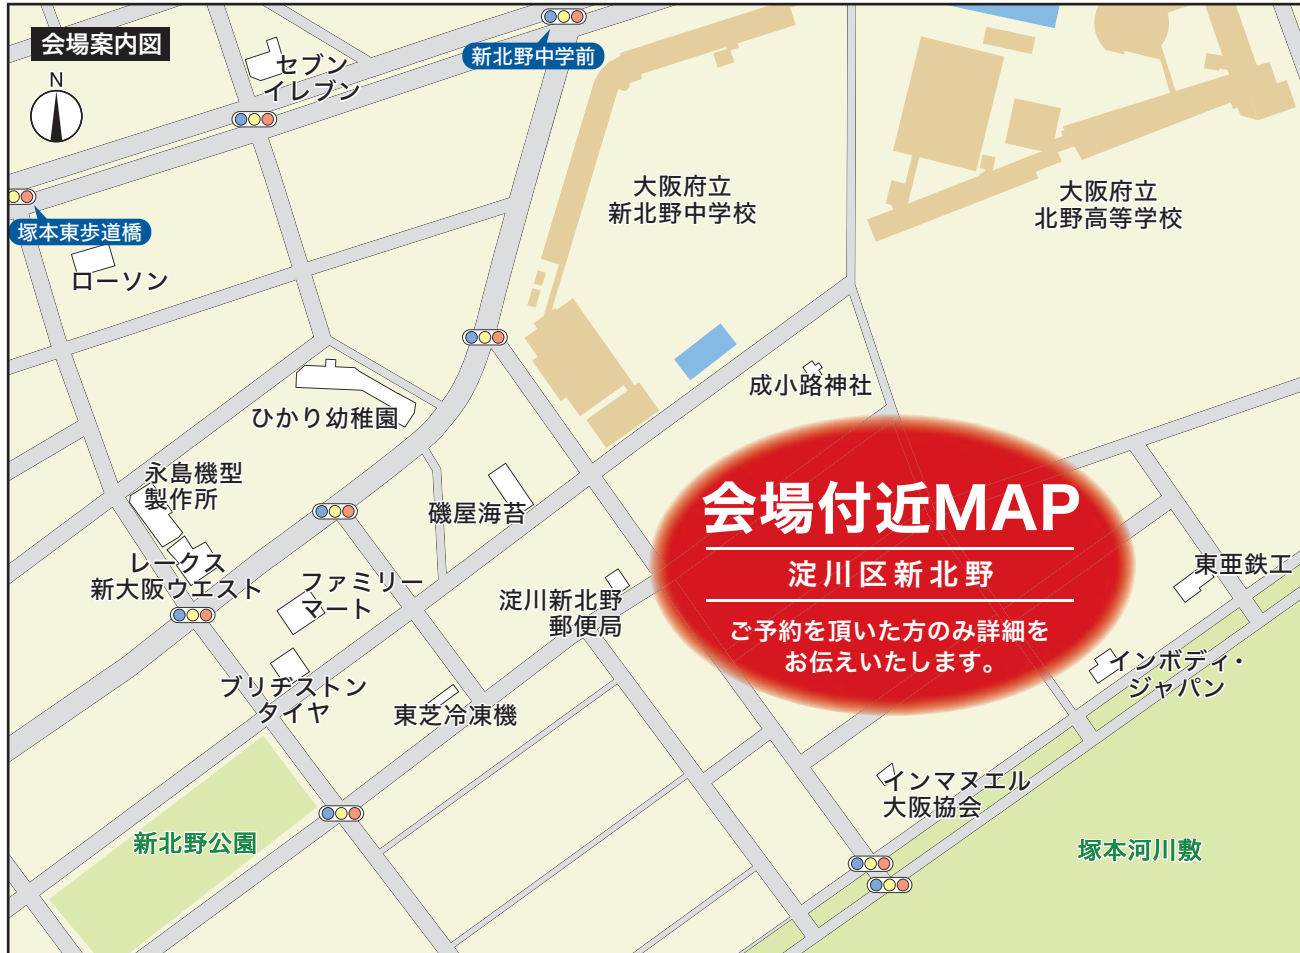 会場案内図
N
セブン
イレブン
新北野中学前
大阪府立
新北野中学校
大阪府立
北野高等学校
塚本東歩道橋
ローソン
成小路神社
ひかり幼稚園
永島機型
製作所
磯屋海苔
会場付近MAP
淀川区新北野
ご予約を頂いた方のみ詳細を
お伝えいたします。
レークス
新大阪ウエスト
ファミリー
マート
淀川新北野
郵便局
東亜鉄工
インボディ・
ジャパン
ブリヂストン
タイヤ
東芝冷凍機
インマヌエル
大阪協会
新北野公園
塚本河川敷